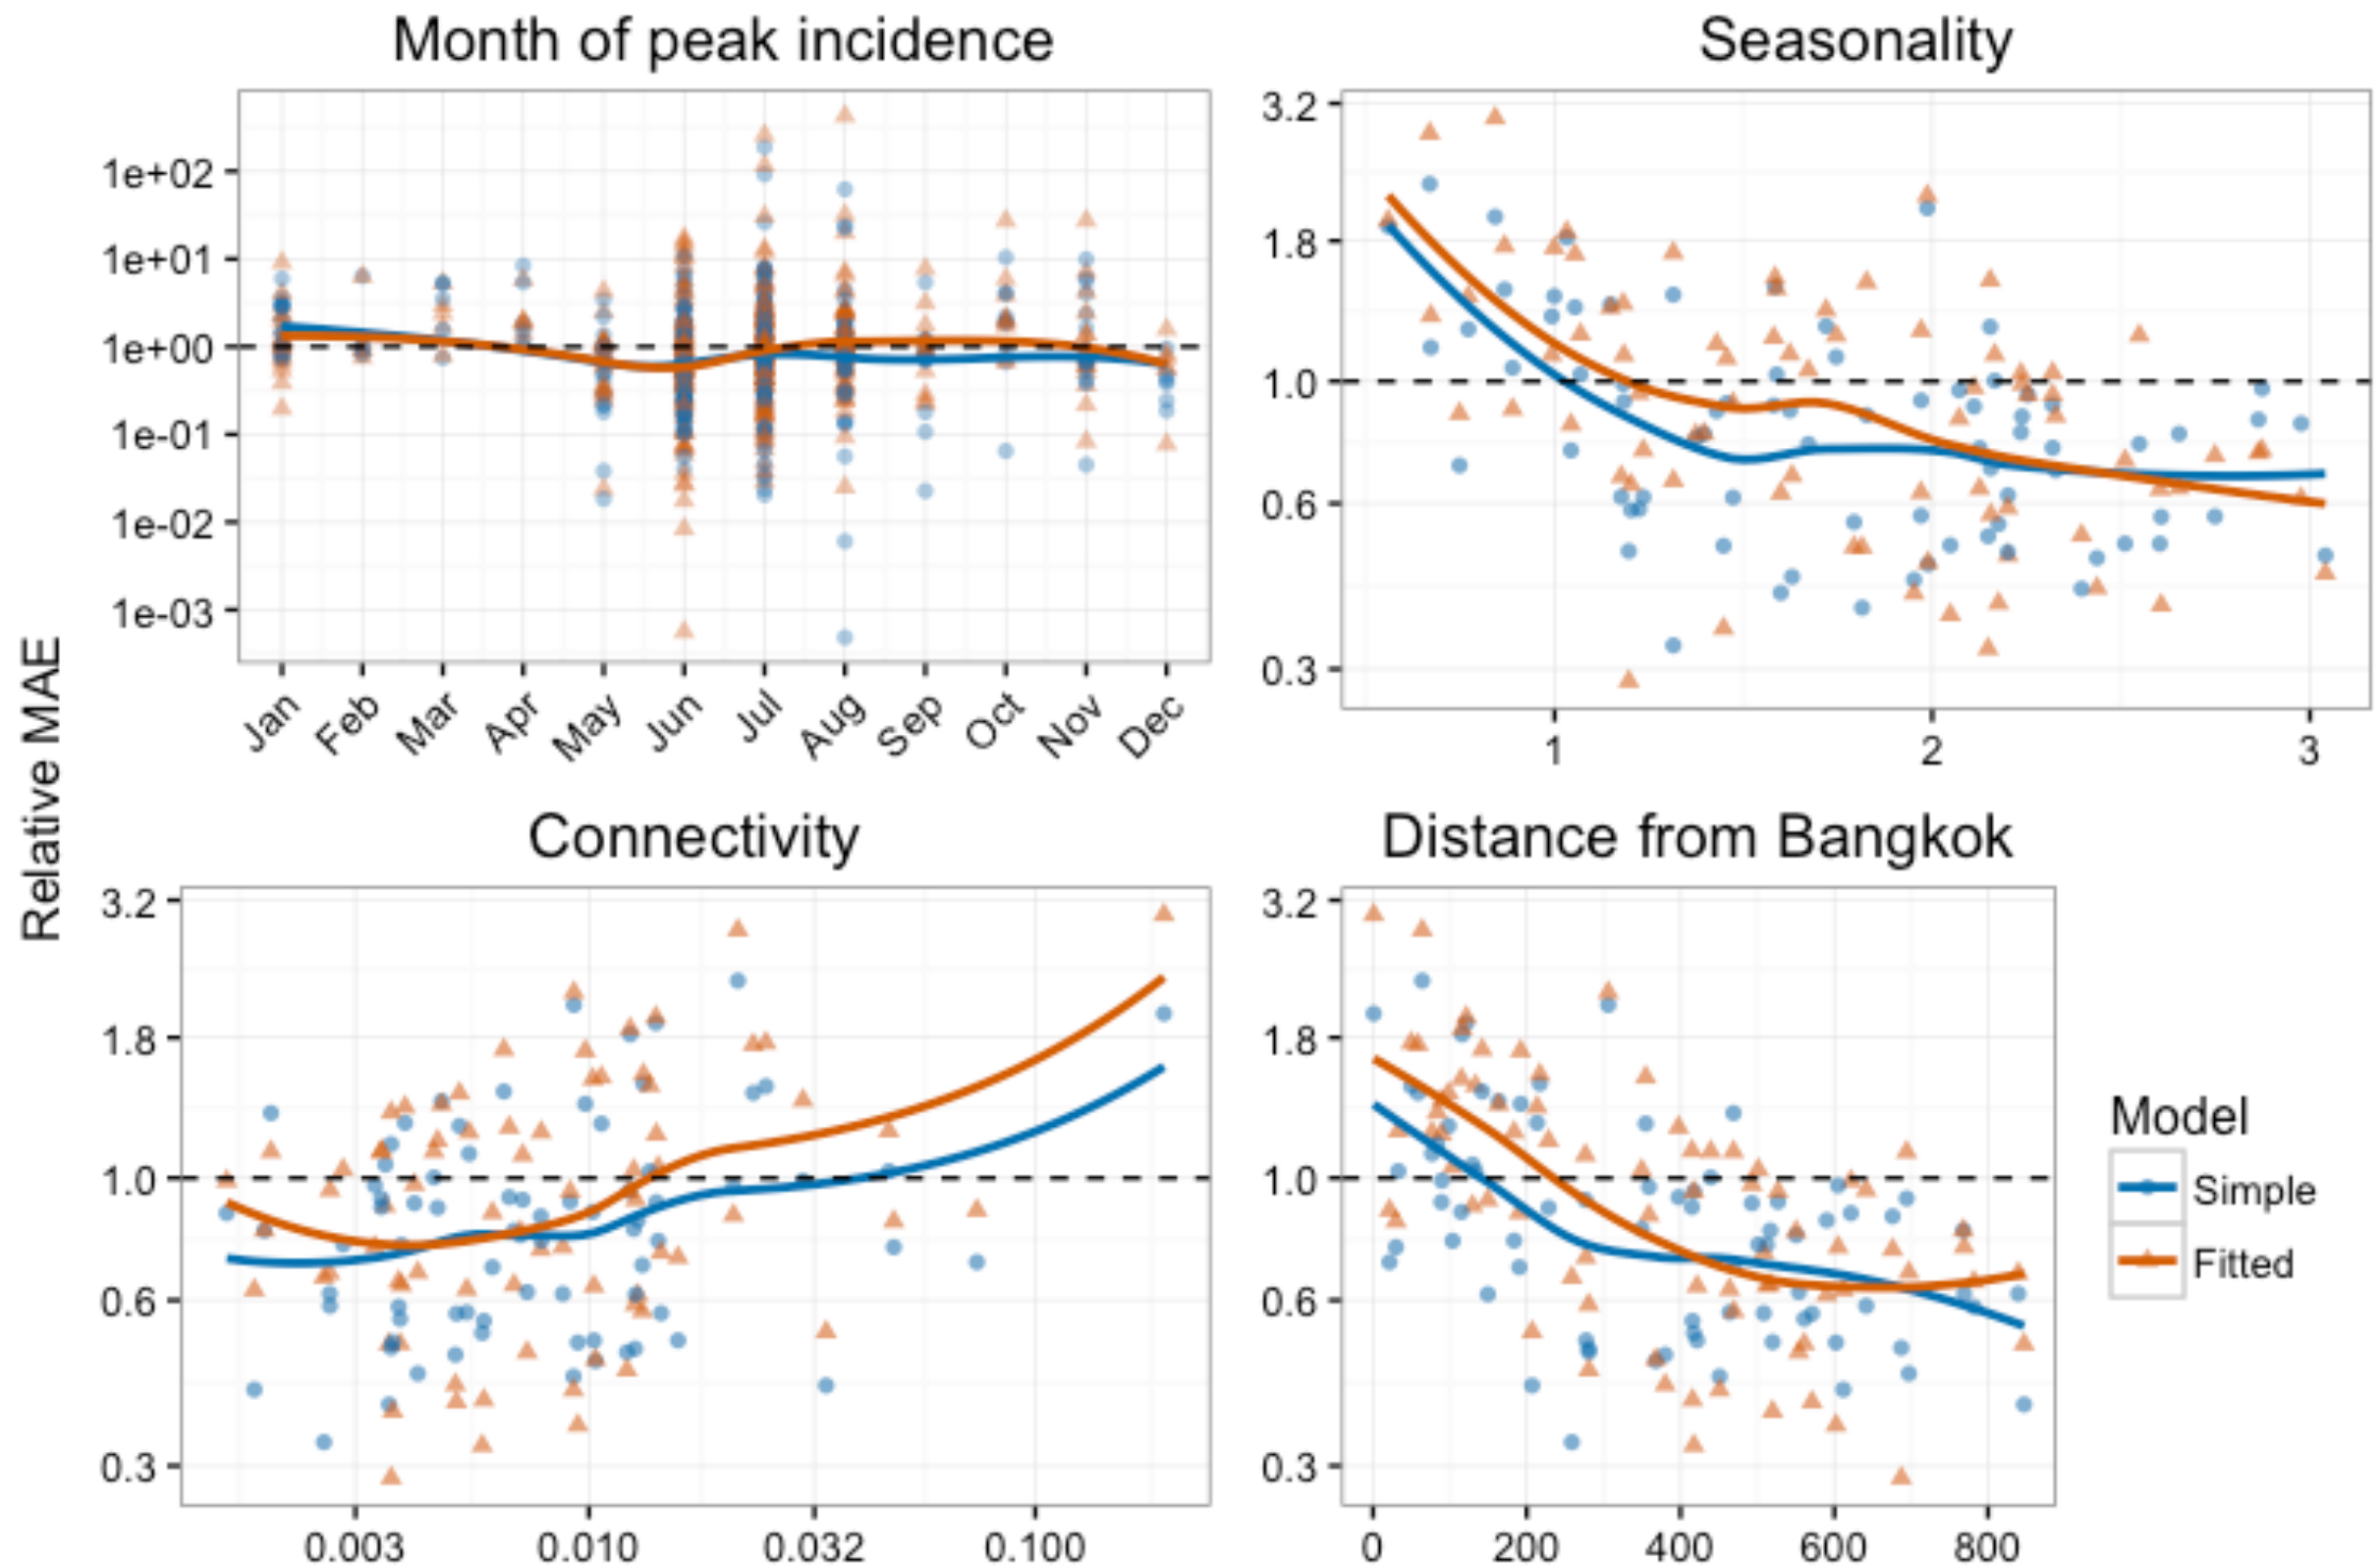 Month of peak incidence
Seasonality
Relative MAE
1e+02
1e+01
1e+00
1e-01
1e-02
1e-03
Jan Feb Mar Apr May Jun Jul Aug Sep Oct Nov Dec
3.2
1.8
1.0
0.6
0.3
1 2 3
Connectivity
Distance from Bangkok
3.2
1.8
1.0
0.6
0.3
0.003 0.010 0.032 0.100
3.2
1.8
1.0
0.6
0.3
0 200 400 600 800
Model
Simple
Fitted